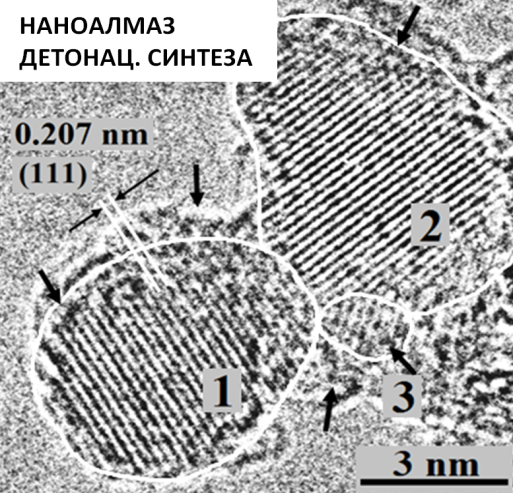 НАНОАЛМАЗ
ДЕТОНАЦ. СИНТЕЗА
0.207 nm
(111)
2
1
3
3 nm